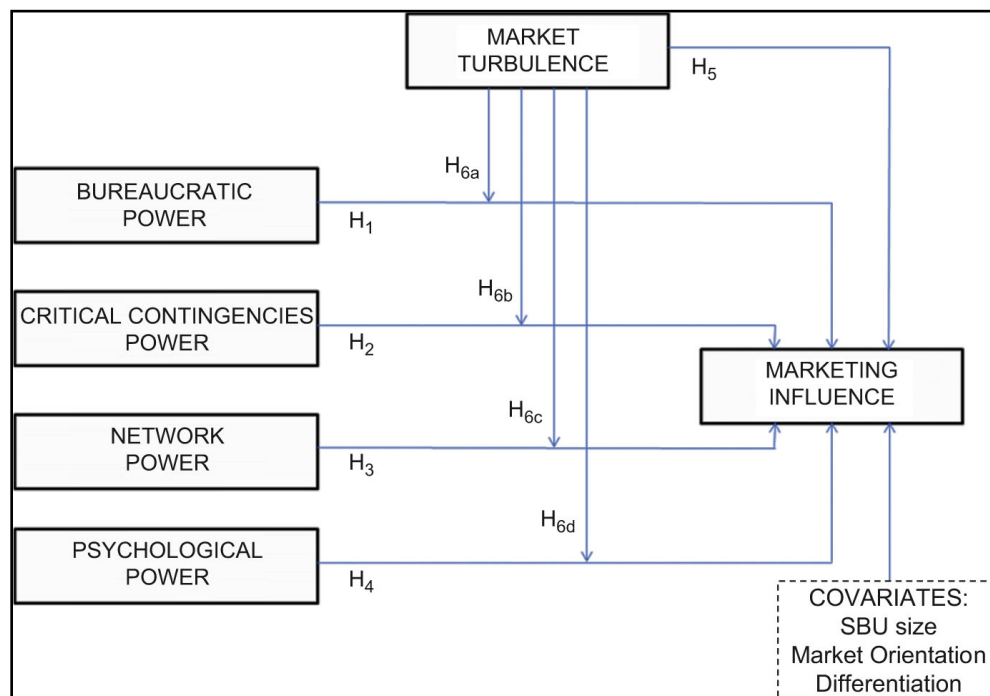 MARKET
TURBULENCE
H5
H6a
BUREAUCRATIC
POWER
H1
H6b
CRITICAL CONTINGENCIES
POWER
H2
MARKETING
INFLUENCE
H6c
NETWORK
POWER
H3
H6d
PSYCHOLOGICAL
POWER
H4
COVARIATES:
SBU size
Market Orientation
Differentiation